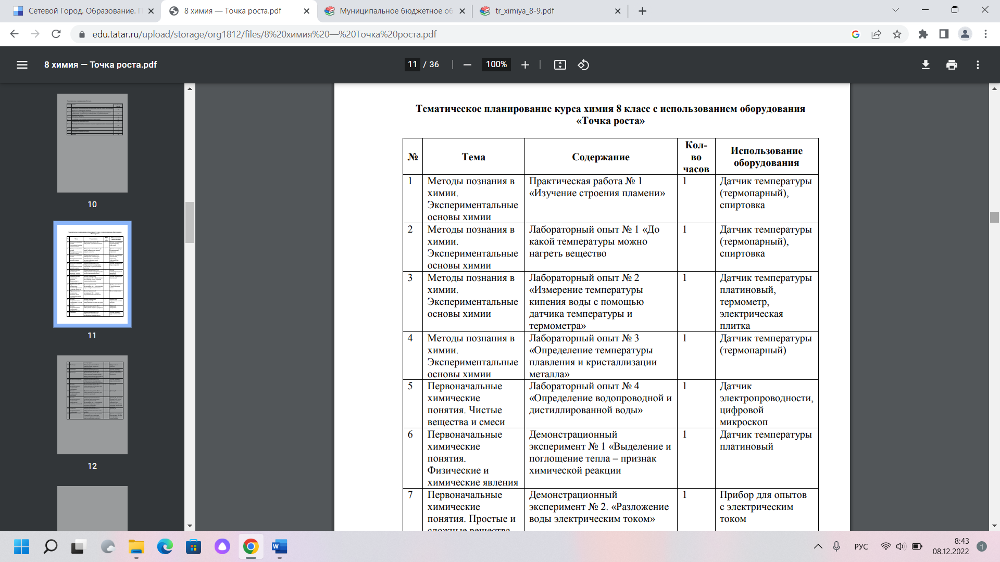 Сетевой Город. Образование. П
8 химия — Точка роста.pdf
Муниципальное бюджетное об
tr_ximiya_8-9.pdf
edu.tatar.ru/upload/storage/org1812/files/8%20химия%20—%20Точка%20роста.pdf
8 химия — Точка роста.pdf
11 / 36
100%
10
11
12
Тематическое планирование курса химия 8 класс с использованием оборудования
«Точка роста»
№
Тема
Содержание
Кол-
во
часов
Использование
оборудования
1
Методы познания в
химии.
Экспериментальные
основы химии
Практическая работа № 1
«Изучение строения пламени»
1
Датчик температуры
(термопарный),
спиртовка
2
Методы познания в
химии.
Экспериментальные
основы химии
Лабораторный опыт № 1 «До
какой температуры можно
нагреть вещество
1
Датчик температуры
(термопарный),
спиртовка
3
Методы познания в
химии.
Экспериментальные
основы химии
Лабораторный опыт № 2
«Измерение температуры
кипения воды с помощью
датчика температуры и
термометра»
1
Датчик температуры
платиновый,
термометр,
электрическая
плитка
4
Методы познания в
химии.
Экспериментальные
основы химии
Лабораторный опыт № 3
«Определение температуры
плавления и кристаллизации
металла»
1
Датчик температуры
(термопарный)
5
Первоначальные
химические
понятия. Чистые
вещества и смеси
Лабораторный опыт № 4
«Определение водопроводной и
дистиллированной воды»
1
Датчик
электропроводности,
цифровой
микроскоп
6
Первоначальные
химические
понятия.
Физические и
химические явления
Демонстрационный
эксперимент № 1 «Выделение и
поглощение тепла – признак
химической реакции
1
Датчик температуры
платиновый
7
Первоначальные
химические
понятия. Простые и
сложные вещества
Демонстрационный
эксперимент № 2. «Разложение
воды электрическим током»
1
Прибор для опытов
с электрическим
током
РУС
8:43
08.12.2022
1